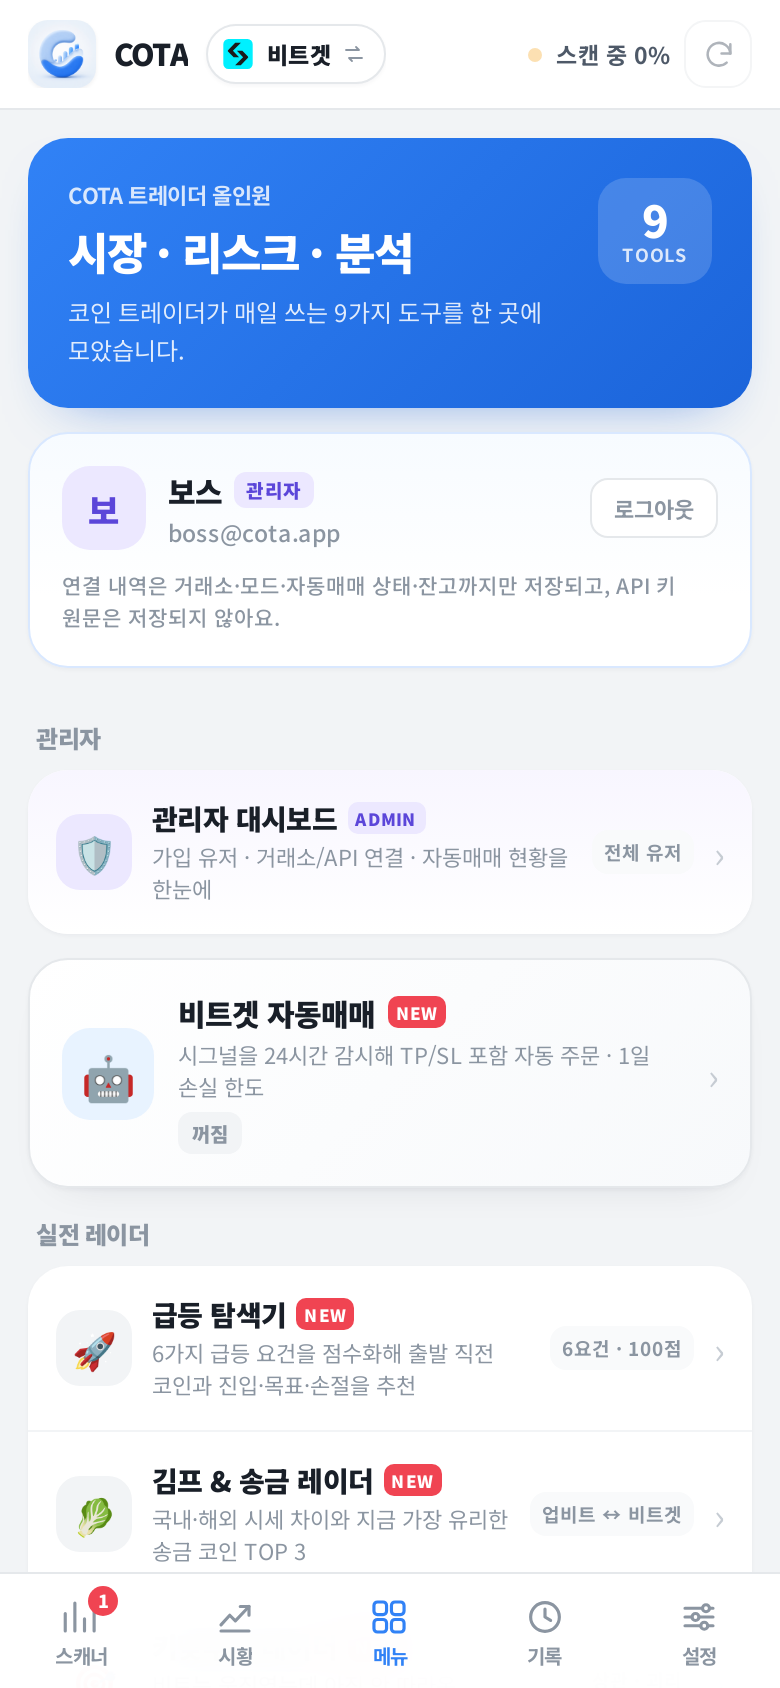 COTA
비트겟
스캔 중 0%
COTA 트레이더 올인원
시장 · 리스크 · 분석
코인 트레이더가 매일 쓰는 9가지 도구를 한 곳에
모았습니다.
9
TOOLS
보
보스
관리자
boss@cota.app
로그아웃
연결 내역은 거래소·모드·자동매매 상태·잔고까지만 저장되고, API 키
원문은 저장되지 않아요.
관리자
관리자 대시보드
ADMIN
가입 유저 · 거래소/API 연결 · 자동매매 현황을
한눈에
전체 유저
비트겟 자동매매
NEW
시그널을 24시간 감시해 TP/SL 포함 자동 주문 · 1일
손실 한도
꺼짐
실전 레이더
급등 탐색기
NEW
6가지 급등 요건을 점수화해 출발 직전
코인과 진입·목표·손절을 추천
6요건 · 100점
김프 & 송금 레이더
NEW
국내·해외 시세 차이와 지금 가장 유리한
송금 코인 TOP 3
업비트 ↔ 비트겟
1
스캐너
시황
메뉴
기록
설정